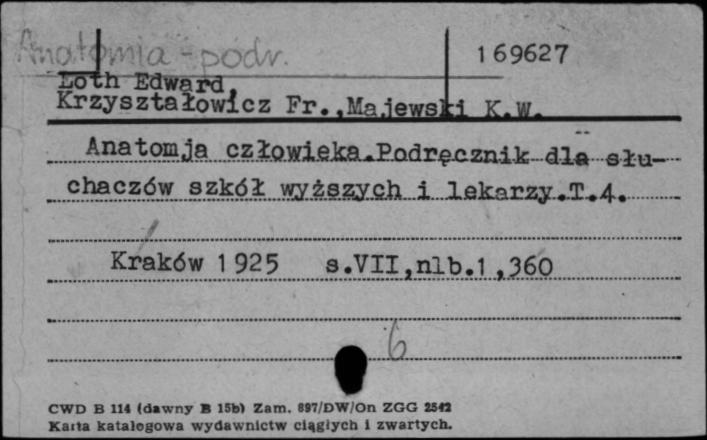 Anatomia - podr.
169627
Loth Edward,
Krzyształowicz Fr.,Majewski K.W.
Anatomja człowieka.Podręcznik dla słu-
chaczów szkół wyższych i lekarzy.T.4.
Kraków 1925 s.VII,nlb.1,360
6
CWD B 114 (dawny B 15b) Zam. 897/DW/On ZGG 2542
Karta katalogowa wydawnictw ciągłych i zwartych.